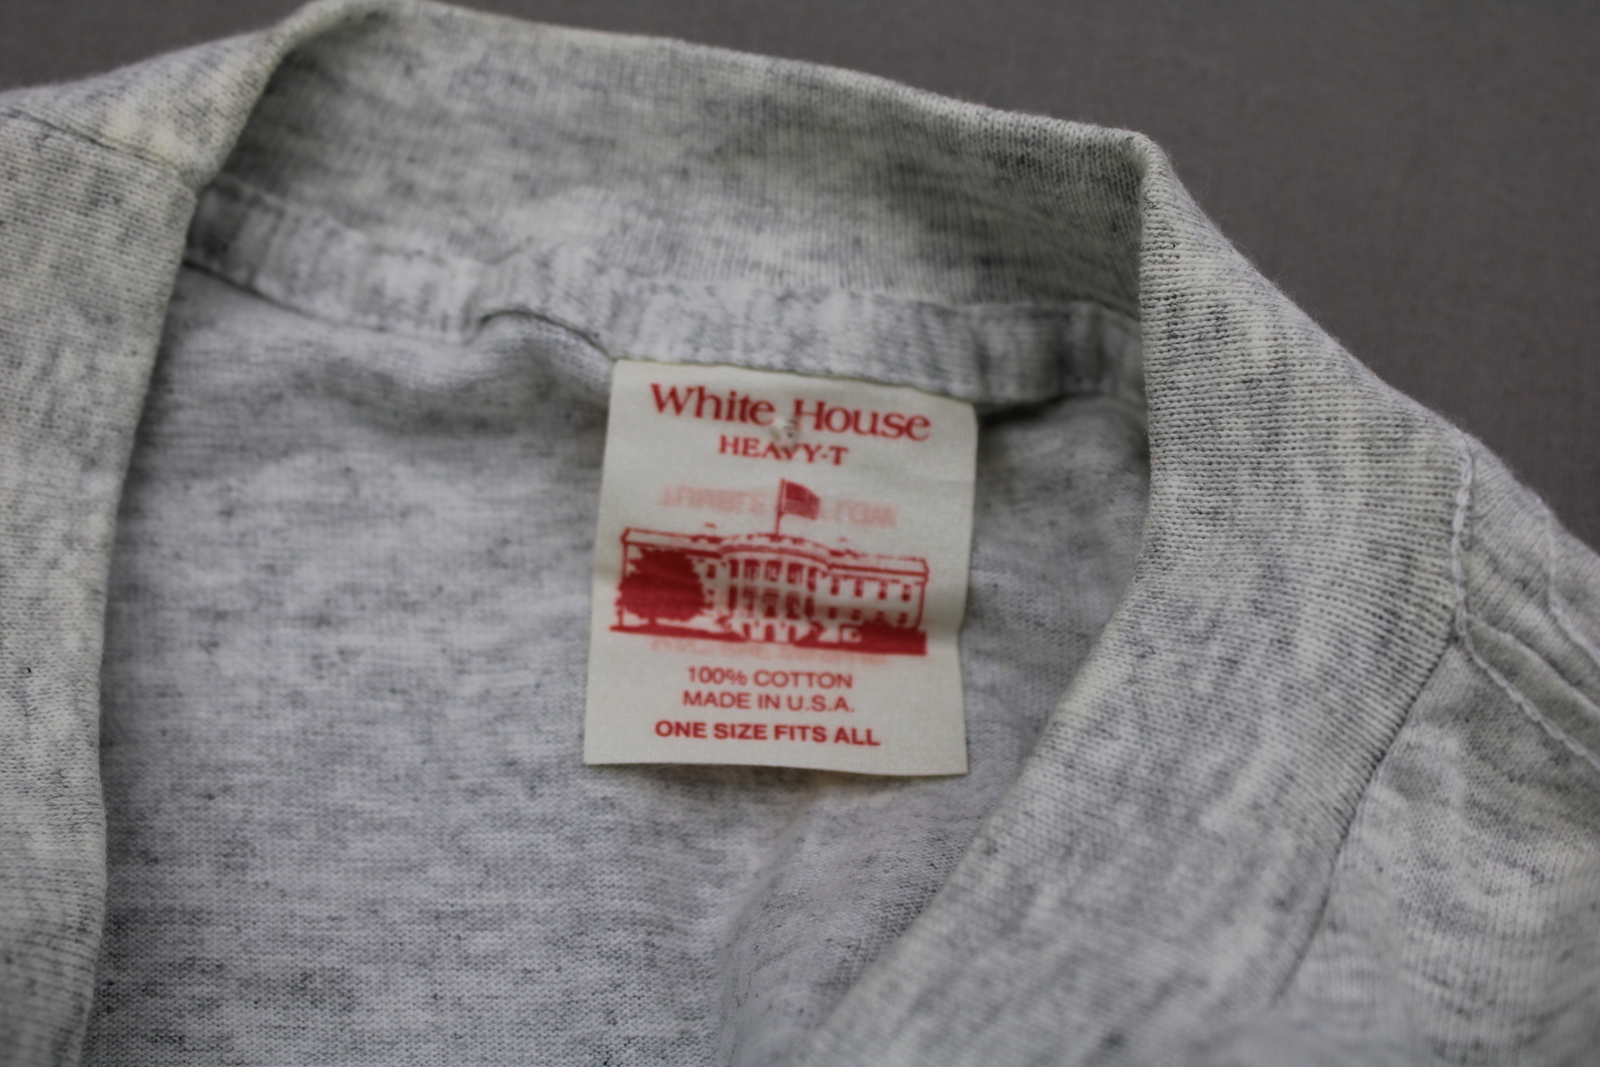 White House
HEAVY-T
100% COTTON
MADE IN U.S.A.
ONE SIZE FITS ALL